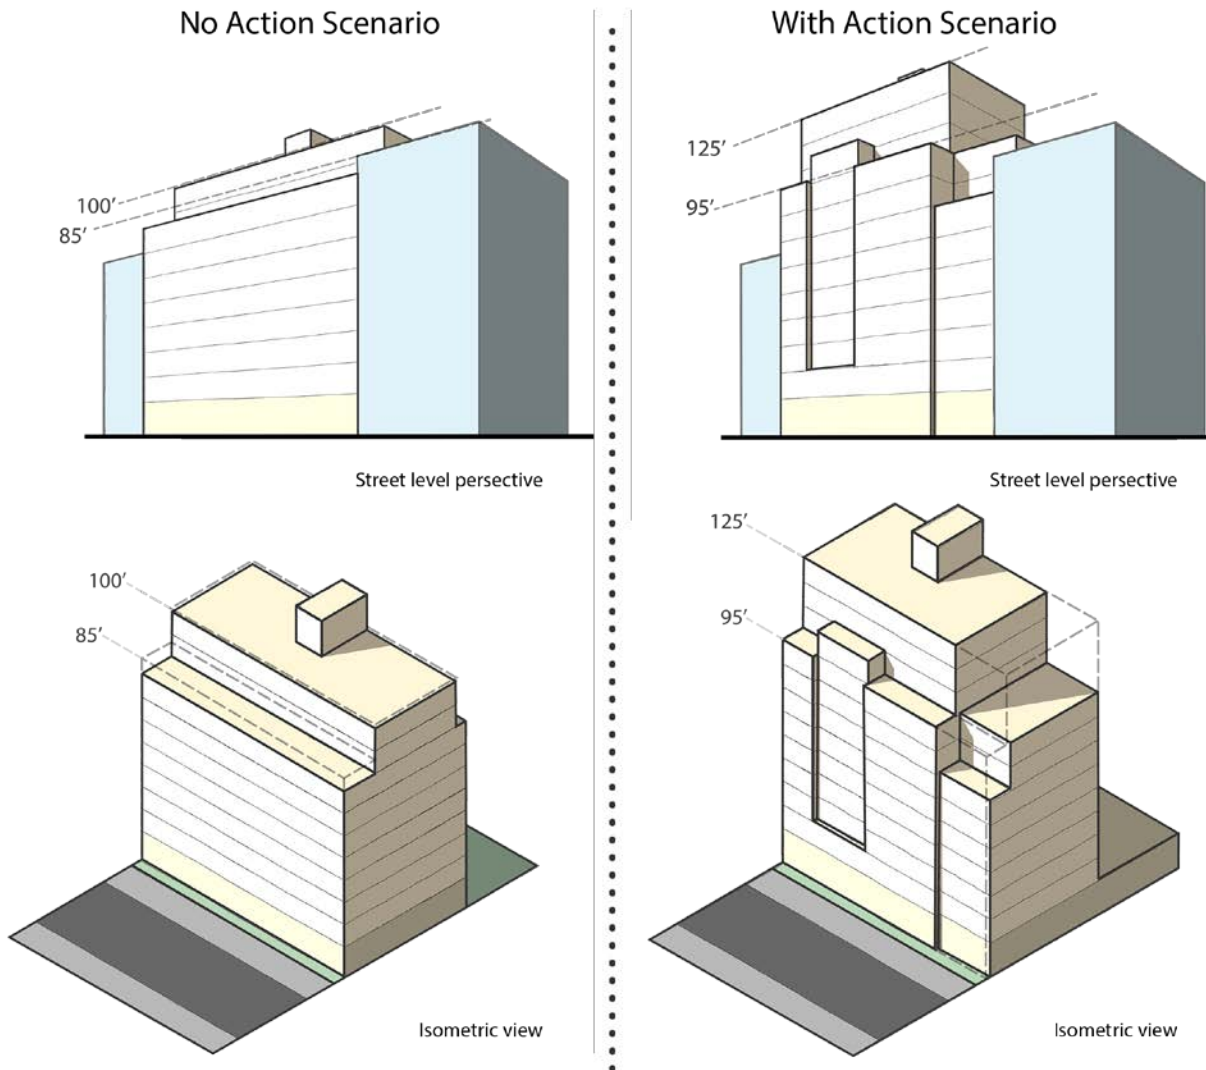 No Action Scenario
With Action Scenario
100’
85’
125’
95’
Street level persective
Street level persective
100’
85’
125’
95’
Isometric view
Isometric view